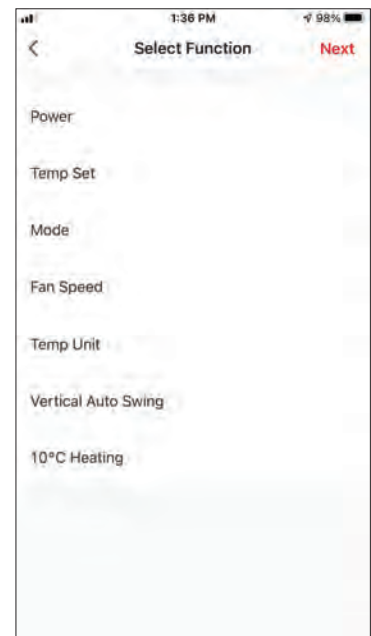 1:36 PM 98%
Select Function Next
Power
Temp Set
Mode
Fan Speed
Temp Unit
Vertical Auto Swing
10°C Heating